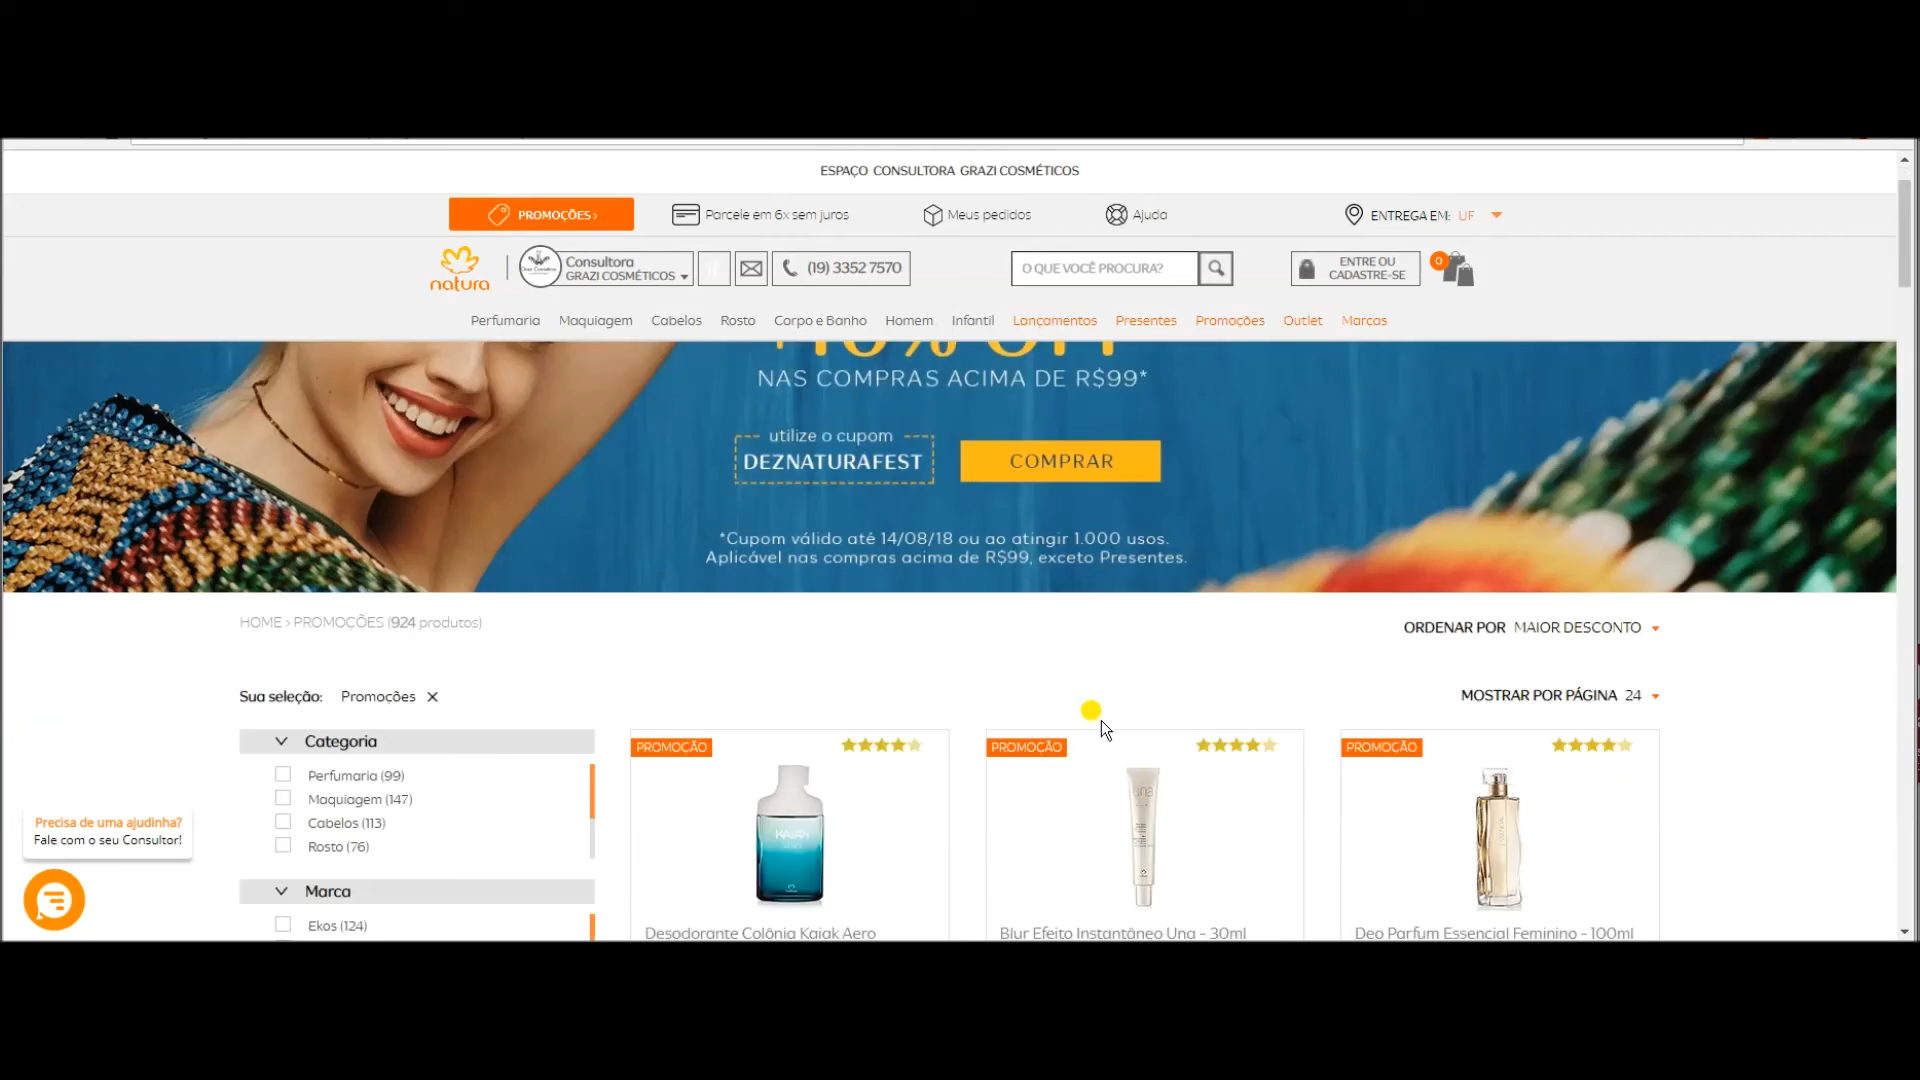 ESPAÇO CONSULTORA GRAZI COSMÉTICOS
PROMOÇÕES ›
Parcele em 6x sem juros
Meus pedidos
Ajuda
ENTREGA EM: UF
natura
Consultora
GRAZI COSMÉTICOS
(19) 3352 7570
O QUE VOCÊ PROCURA?
ENTRE OU
CADASTRE-SE
0
Perfumaria Maquiagem Cabelos Rosto Corpo e Banho Homem Infantil Lançamentos Presentes Promoções Outlet Marcas
NAS COMPRAS ACIMA DE R$99*
utilize o cupom
DEZNATURAFEST
COMPRAR
*Cupom válido até 14/08/18 ou ao atingir 1.000 usos.
Aplicável nas compras acima de R$99, exceto Presentes.
HOME › PROMOÇÕES (924 produtos)
ORDENAR POR MAIOR DESCONTO
Sua seleção: Promoções ✕
MOSTRAR POR PÁGINA 24
Categoria
Perfumaria (99)
Maquiagem (147)
Cabelos (113)
Rosto (76)
Marca
Ekos (124)
Precisa de uma ajudinha?
Fale com o seu Consultor!
PROMOÇÃO
KAIAK
Desodorante Colônia Kaiak Aero
PROMOÇÃO
una
Blur Efeito Instantâneo Una - 30ml
PROMOÇÃO
Deo Parfum Essencial Feminino - 100ml